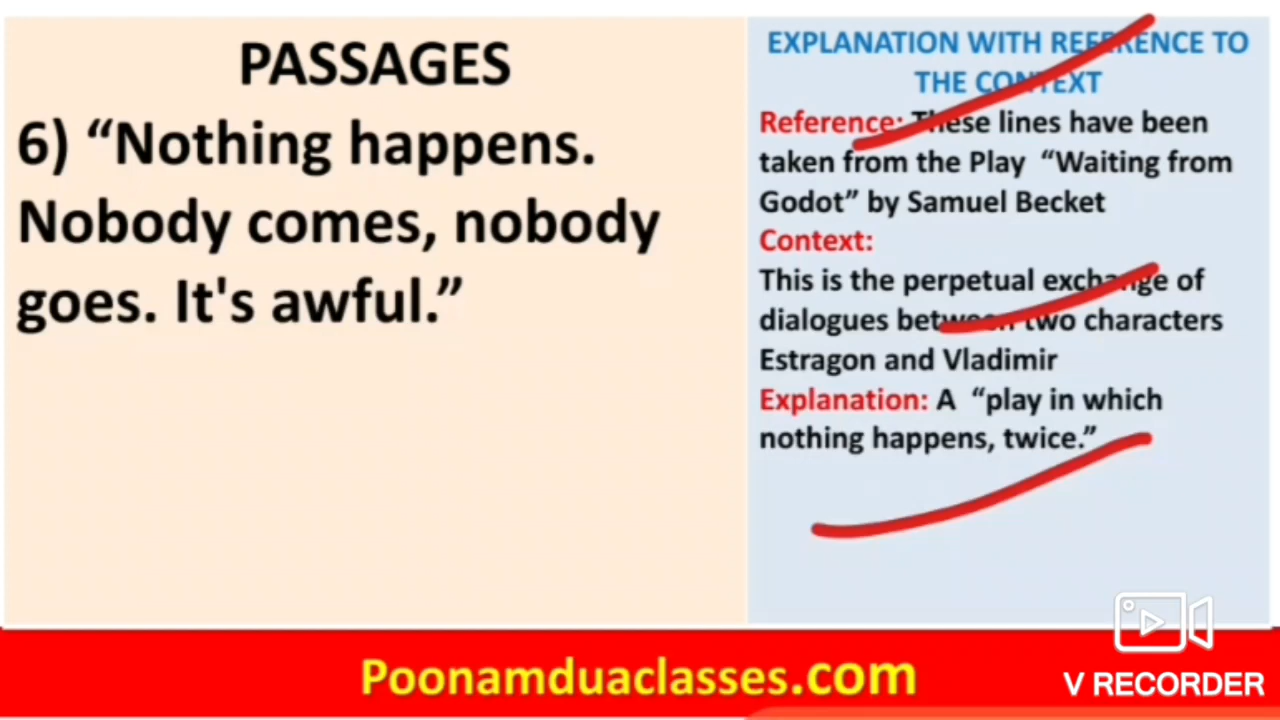 PASSAGES
6) “Nothing happens.
Nobody comes, nobody
goes. It's awful.”
EXPLANATION WITH REFERENCE TO
THE CONTEXT
Reference: These lines have been
taken from the Play “Waiting from
Godot” by Samuel Becket
Context:
This is the perpetual exchange of
dialogues between two characters
Estragon and Vladimir
Explanation: A “play in which
nothing happens, twice.”
Poonamduaclasses.com
V RECORDER